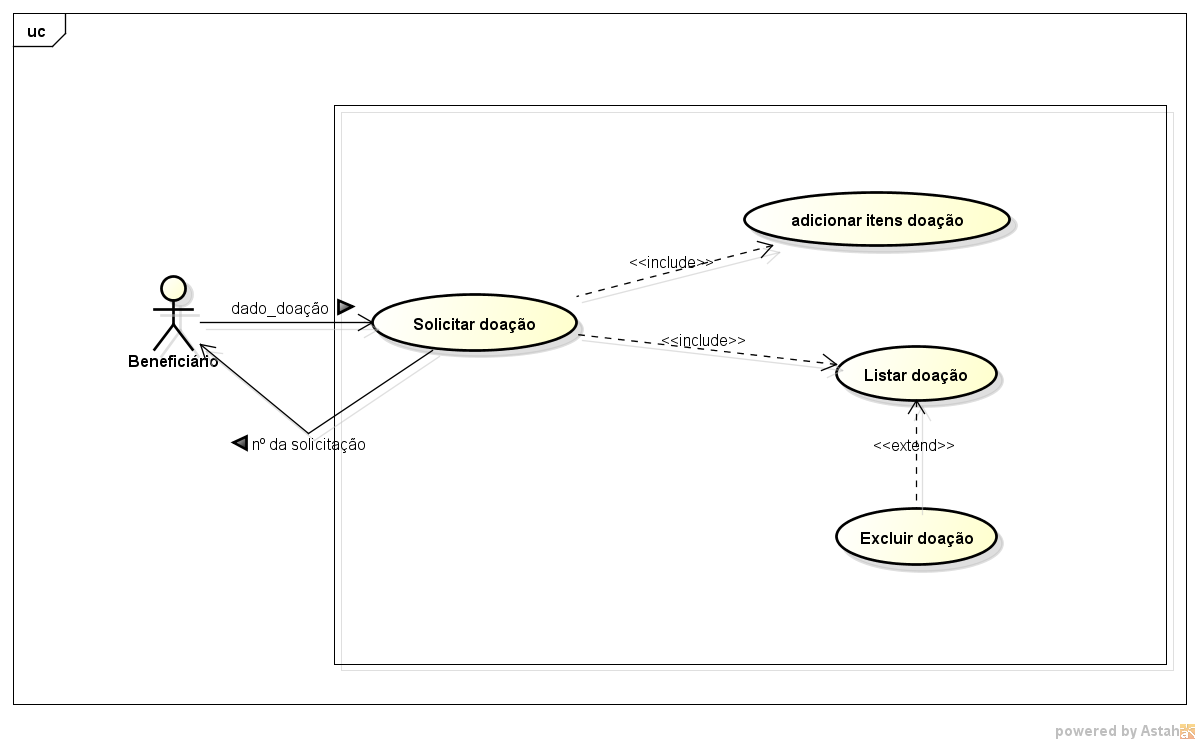 uc
adicionar itens doação
<<include>>
dado_doação
Solicitar doação
<<include>>
Beneficiário
Listar doação
nº da solicitação
<<extend>>
Excluir doação
powered by Astah